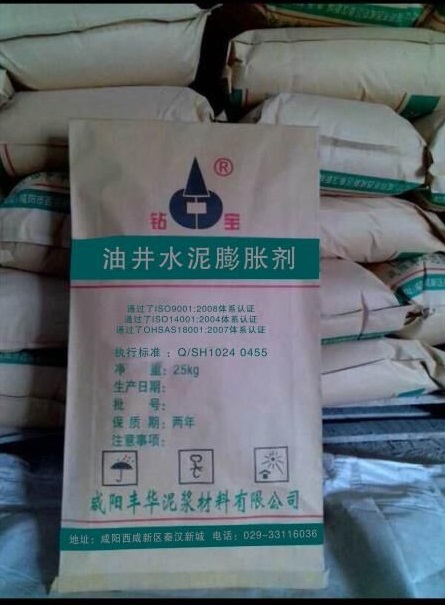 ®
钻 宝
油井水泥膨胀剂
通过了ISO9001:2008体系认证
通过了ISO14001:2004体系认证
通过了OHSAS18001:2007体系认证
执行标准 : Q/SH1024 0455
净 重: 25kg
生产日期:
批 号:
保 质 期: 两年
注意事项:
咸阳丰华泥浆材料有限公司
地址: 咸阳西成新区秦汉新城 电话: 029-33116036